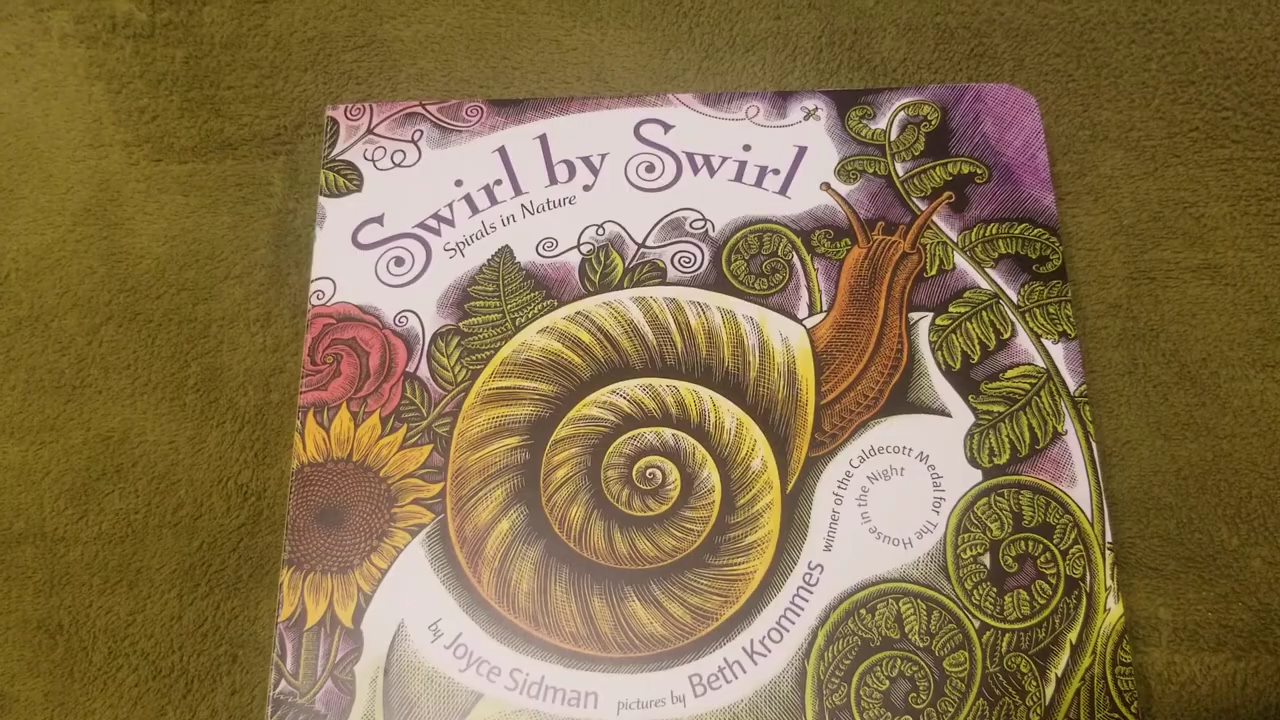 Swirl by Swirl
Spirals in Nature
winner of the Caldecott Medal for The House in the Night
by Joyce Sidman
pictures by Beth Krommes